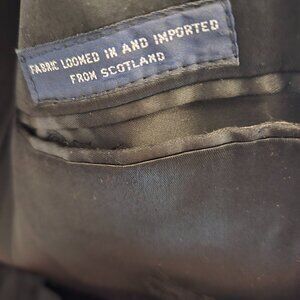 FABRIC LOOMED IN AND IMPORTED
FROM SCOTLAND